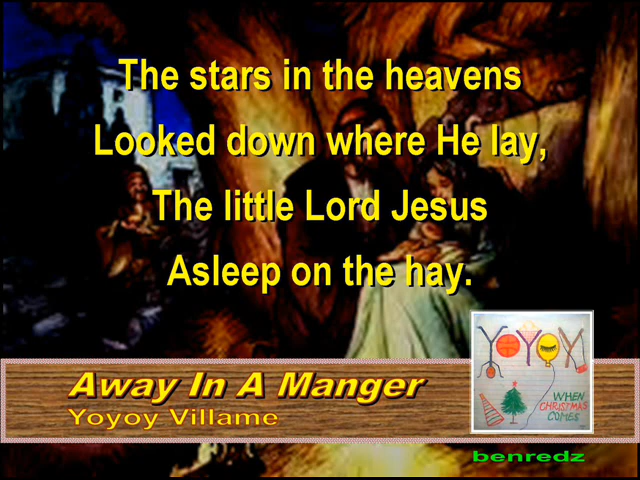 The stars in the heavens
Looked down where He lay,
The little Lord Jesus
Asleep on the hay.
YOYOY
WHEN
CHRISTMAS
COMES
Away In A Manger
Yoyoy Villame
benredz